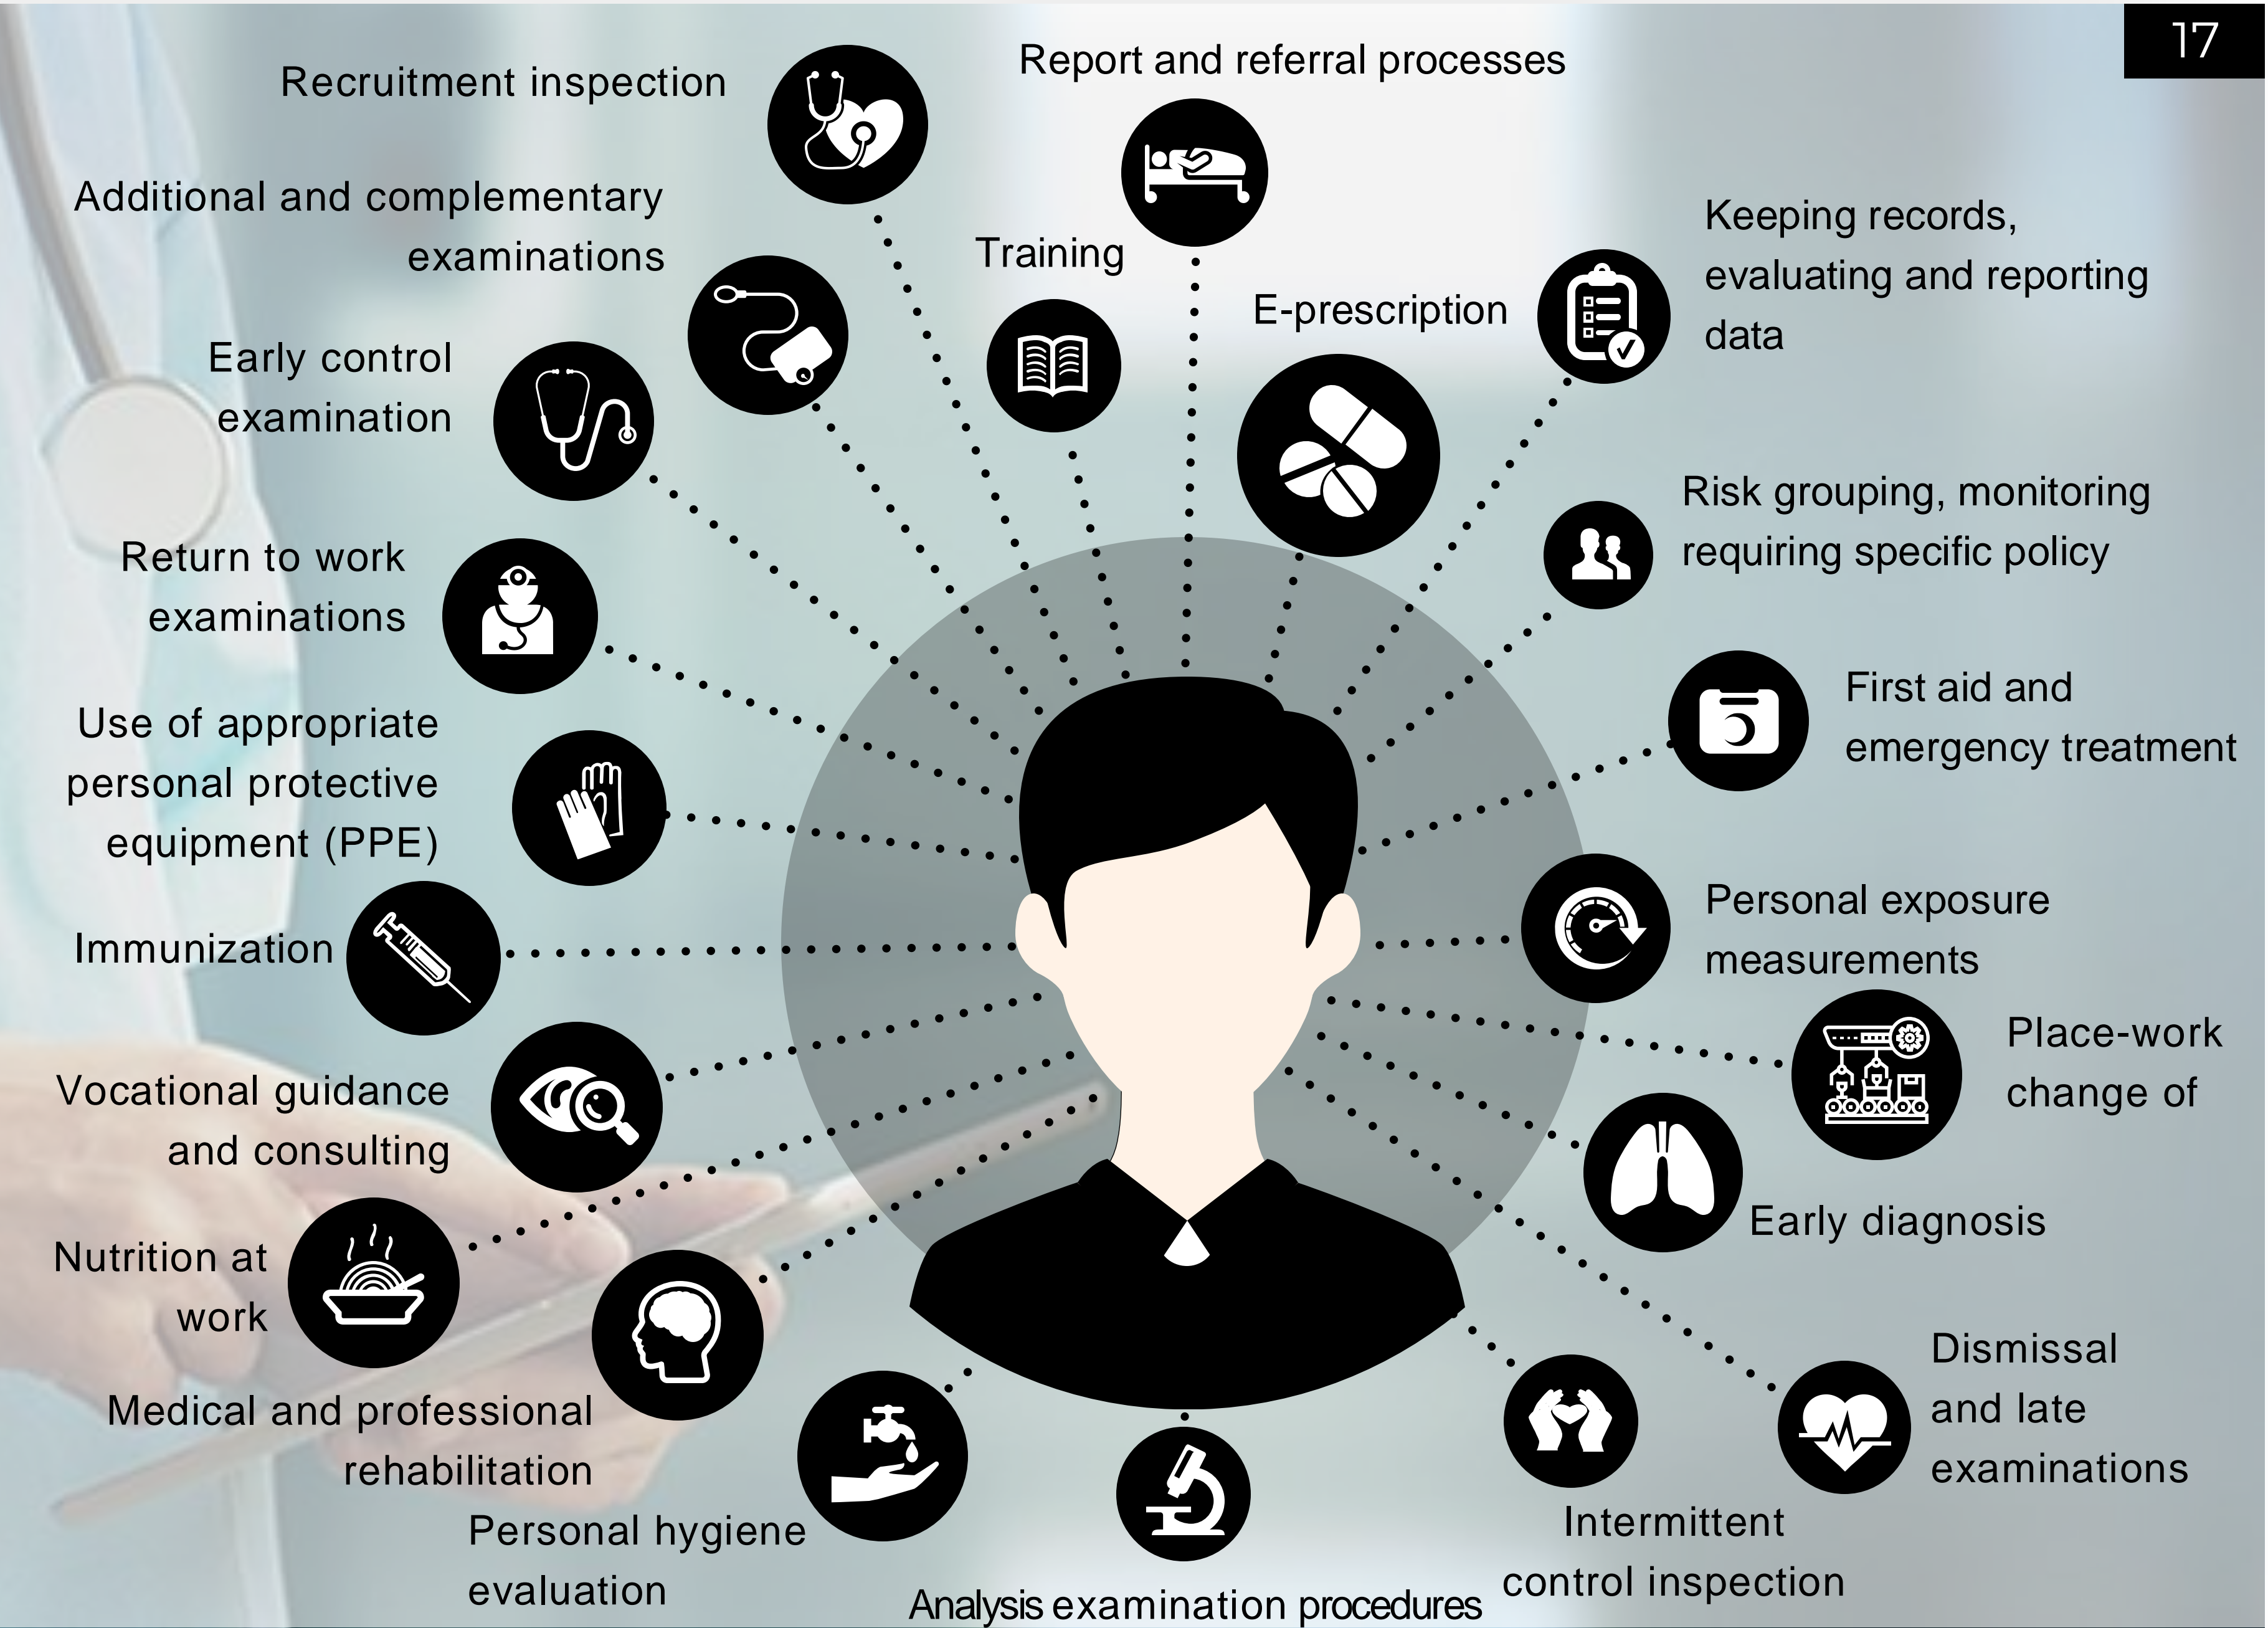 17
Recruitment inspection
Report and referral processes
Additional and complementary
examinations
Training
E-prescription
Keeping records,
evaluating and reporting
data
Early control
examination
Risk grouping, monitoring
requiring specific policy
Return to work
examinations
First aid and
emergency treatment
Use of appropriate
personal protective
equipment (PPE)
Personal exposure
measurements
Immunization
Place-work
change of
Vocational guidance
and consulting
Early diagnosis
Nutrition at
work
Dismissal
and late
examinations
Medical and professional
rehabilitation
Personal hygiene
evaluation
Intermittent
control inspection
Analysis examination procedures